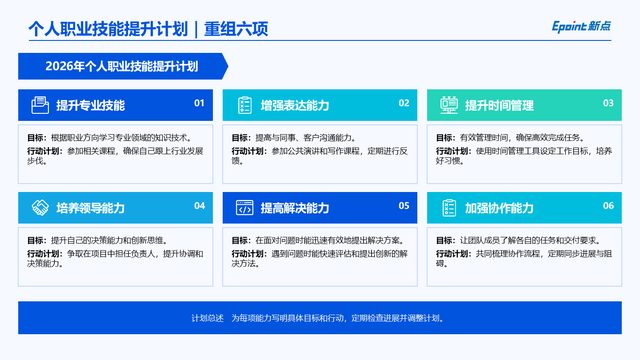 个人职业技能提升计划｜重组六项
Epoint新点
2026年个人职业技能提升计划
提升专业技能 01
目标：根据职业方向学习专业领域的知识技术。
行动计划：参加相关课程，确保自己跟上行业发展
步伐。
增强表达能力 02
目标：提高与同事、客户沟通能力。
行动计划：参加公共演讲和写作课程，定期进行反
馈。
提升时间管理 03
目标：有效管理时间，确保高效完成任务。
行动计划：使用时间管理工具设定工作目标，培养
好习惯。
培养领导能力 04
目标：提升自己的决策能力和创新思维。
行动计划：争取在项目中担任负责人，提升协调和
决策能力。
提高解决能力 05
目标：在面对问题时能迅速有效地提出解决方案。
行动计划：遇到问题时能快速评估和提出创新的解
决方法。
加强协作能力 06
目标：让团队成员了解各自的任务和交付要求。
行动计划：共同梳理协作流程，定期同步进展与阻
碍。
计划总述 为每项能力写明具体目标和行动，定期检查进展并调整计划。